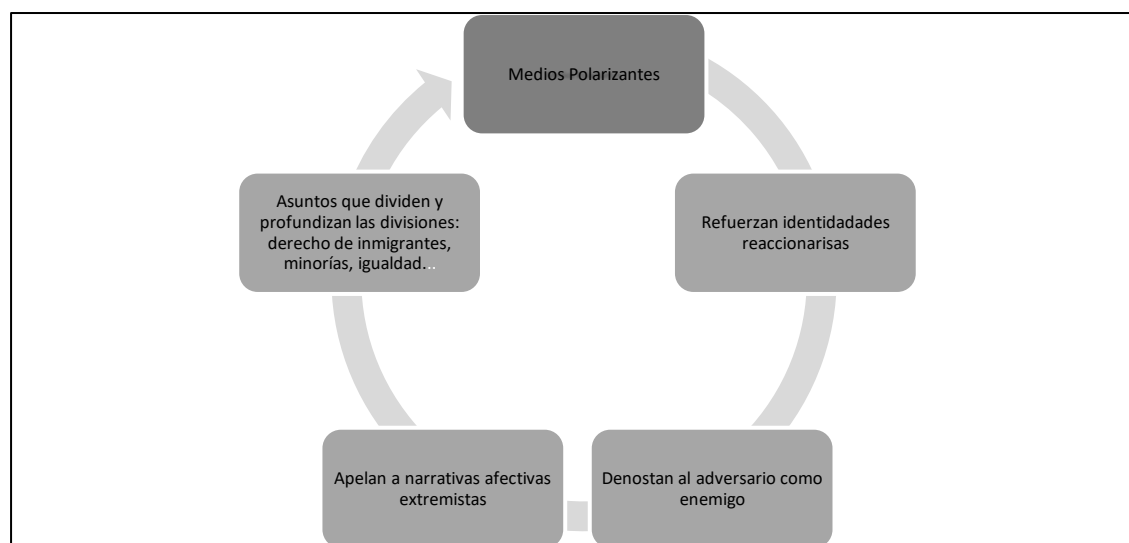 Medios Polarizantes
Refuerzan identidadades
reaccionarisas
Denostan al adversario como
enemigo
Apelan a narrativas afectivas
extremistas
Asuntos que dividen y
profundizan las divisiones:
derecho de inmigrantes,
minorías, igualdad...